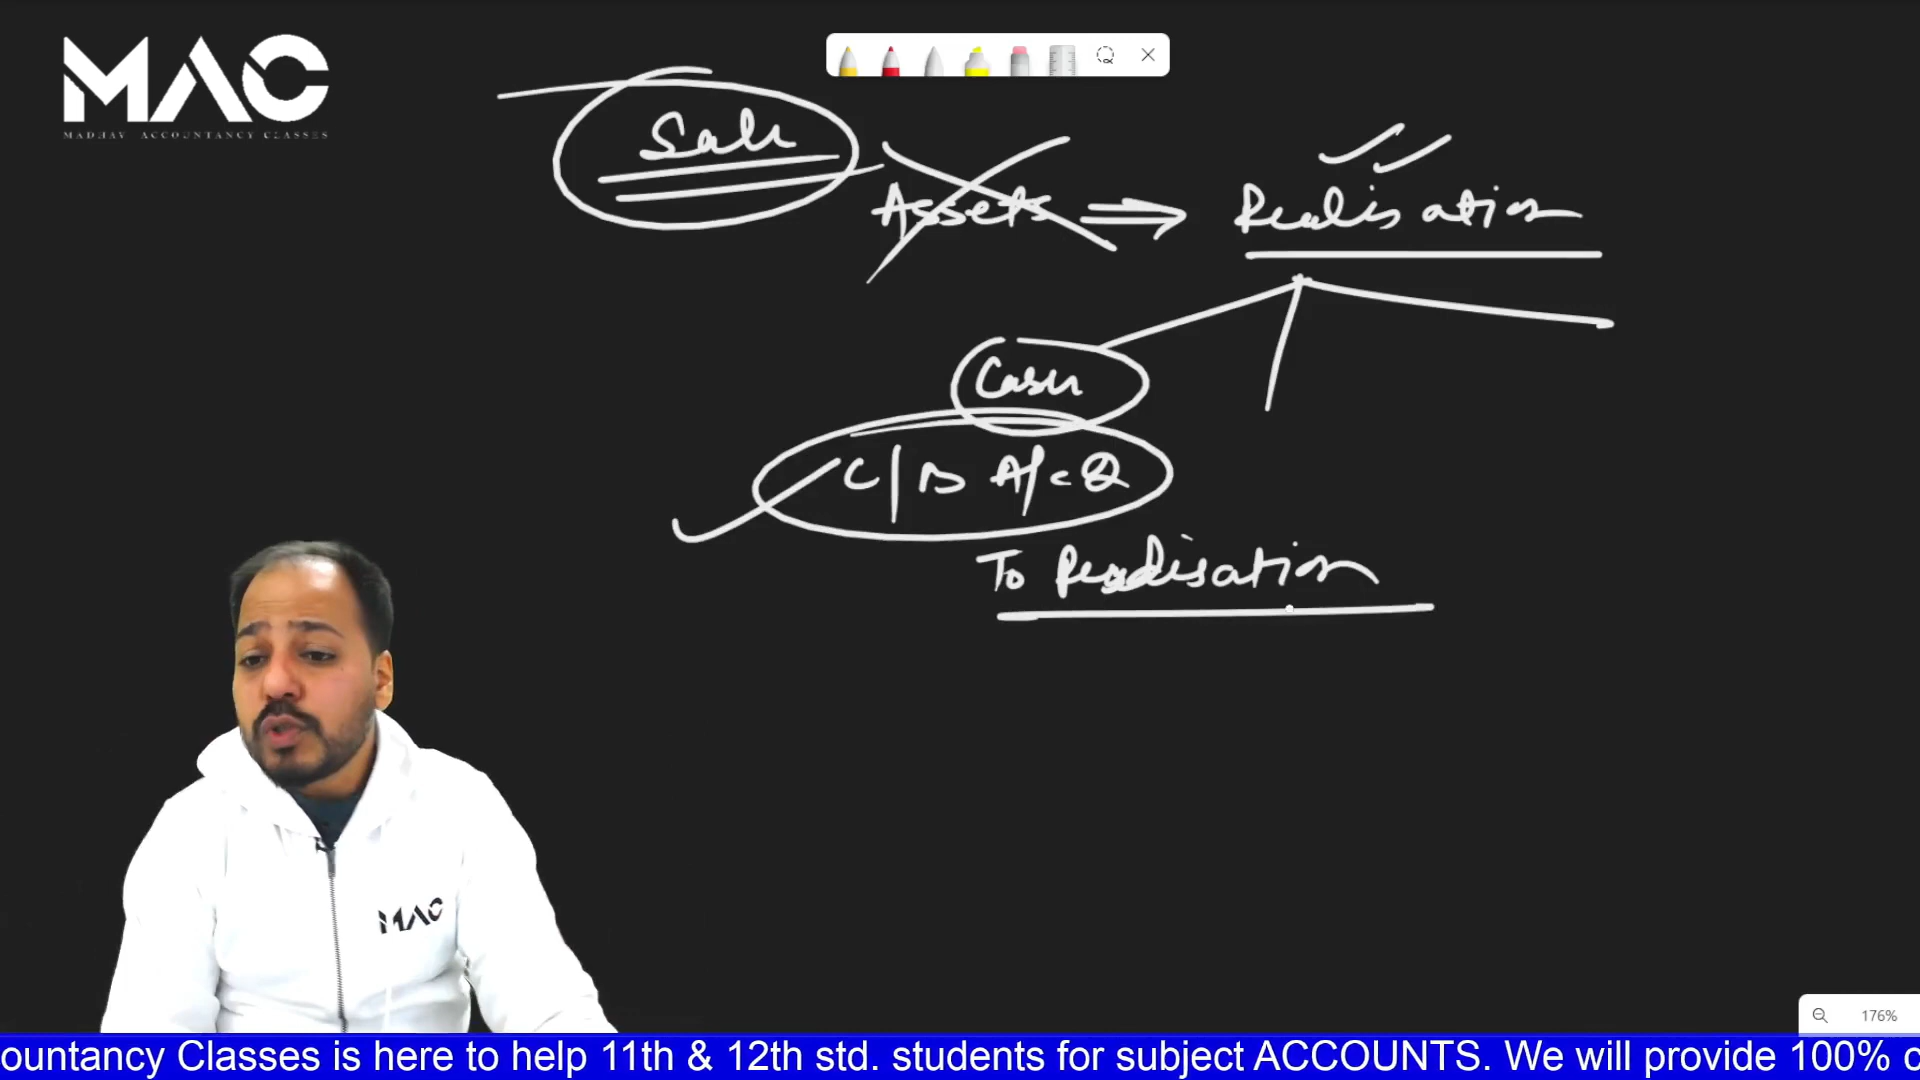 MAC
MADHAV ACCOUNTANCY CLASSES
Sale
Assets ⇒ Realisation
Cash
C/B A/c
To Realisation
MAC
176%
ountancy Classes is here to help 11th & 12th std. students for subject ACCOUNTS. We will provide 100% c